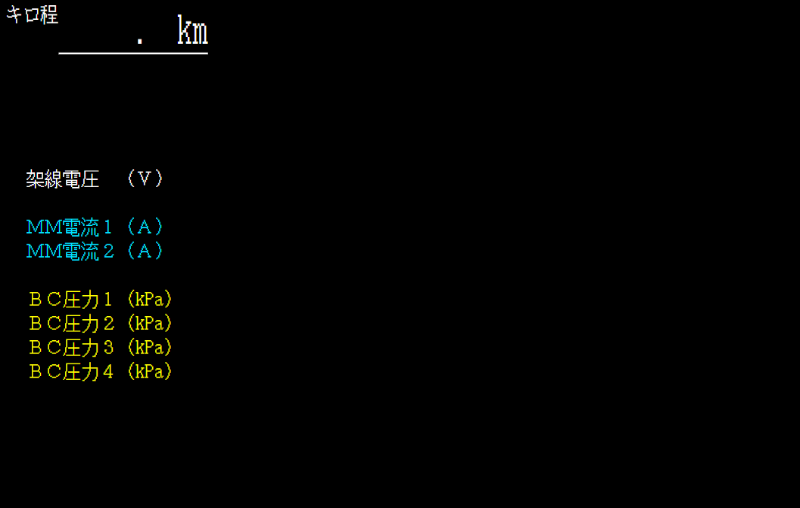 キロ程
. km
架線電圧 （Ｖ）
ＭＭ電流１（Ａ）
ＭＭ電流２（Ａ）
ＢＣ圧力１（kPa）
ＢＣ圧力２（kPa）
ＢＣ圧力３（kPa）
ＢＣ圧力４（kPa）